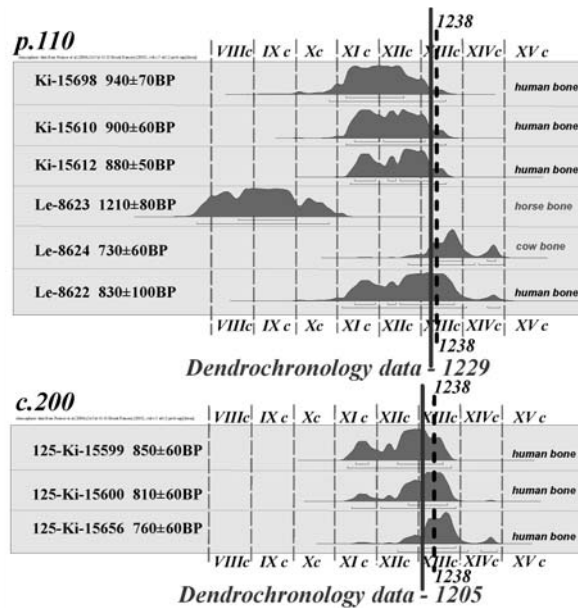 1238
p.110
VIIIc IX c Xc XI c XIIc XIIIc XIVc XV c
Ki-15698 940±70BP human bone
Ki-15610 900±60BP human bone
Ki-15612 880±50BP human bone
Le-8623 1210±80BP horse bone
Le-8624 730±60BP cow bone
Le-8622 830±100BP human bone
VIIIc IX c Xc XI c XIIc XIIIc XIVc XV c
1238
Dendrochronology data - 1229
1238
c.200
VIIIc IX c Xc XI c XIIc XIIIc XIVc XV c
125-Ki-15599 850±60BP human bone
125-Ki-15600 810±60BP human bone
125-Ki-15656 760±60BP human bone
VIIIc IX c Xc XI c XIIc XIIIc XIVc XV c
1238
Dendrochronology data - 1205